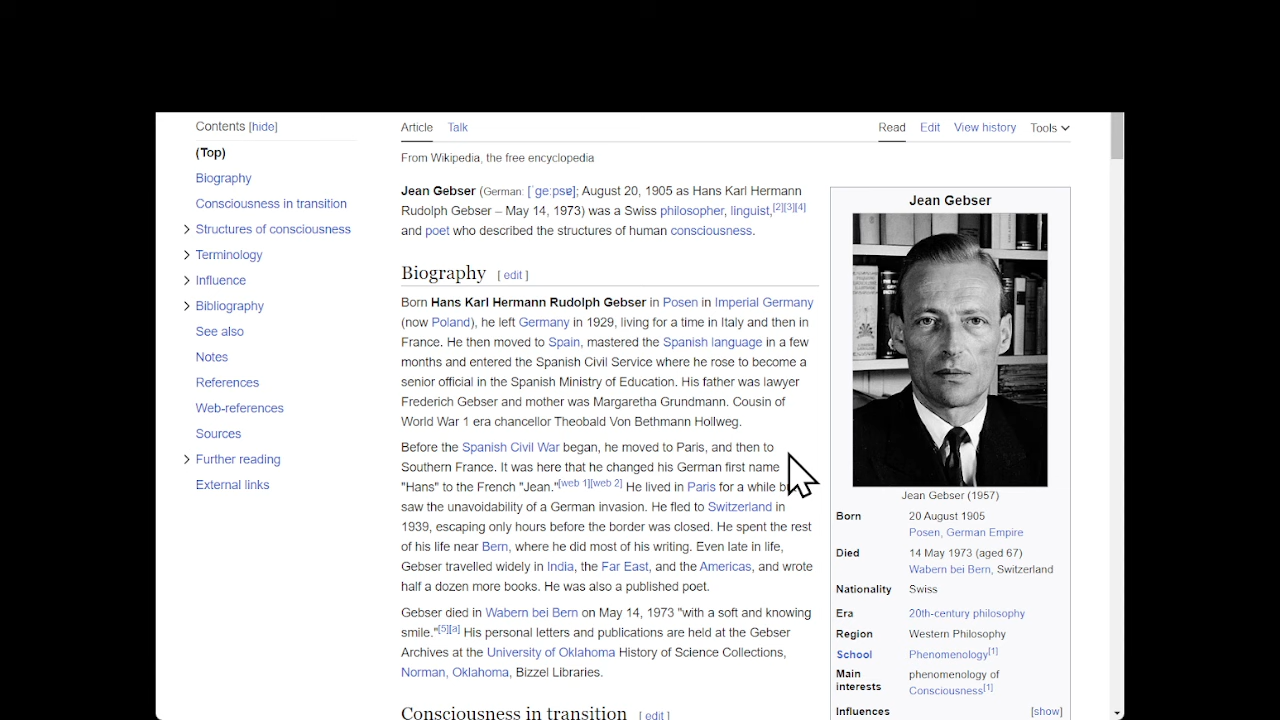 Contents [hide]
(Top)
Biography
Consciousness in transition
Structures of consciousness
Terminology
Influence
Bibliography
See also
Notes
References
Web-references
Sources
Further reading
External links
Article Talk
Read Edit View history Tools
From Wikipedia, the free encyclopedia
Jean Gebser (German: [ˈɡeːpsɐ]; August 20, 1905 as Hans Karl Hermann
Rudolph Gebser – May 14, 1973) was a Swiss philosopher, linguist,[2][3][4]
and poet who described the structures of human consciousness.
Biography [ edit ]
Born Hans Karl Hermann Rudolph Gebser in Posen in Imperial Germany
(now Poland), he left Germany in 1929, living for a time in Italy and then in
France. He then moved to Spain, mastered the Spanish language in a few
months and entered the Spanish Civil Service where he rose to become a
senior official in the Spanish Ministry of Education. His father was lawyer
Frederich Gebser and mother was Margaretha Grundmann. Cousin of
World War 1 era chancellor Theobald Von Bethmann Hollweg.
Before the Spanish Civil War began, he moved to Paris, and then to
Southern France. It was here that he changed his German first name
"Hans" to the French "Jean."[web 1][web 2] He lived in Paris for a while
saw the unavoidability of a German invasion. He fled to Switzerland in
1939, escaping only hours before the border was closed. He spent the rest
of his life near Bern, where he did most of his writing. Even late in life,
Gebser travelled widely in India, the Far East, and the Americas, and wrote
half a dozen more books. He was also a published poet.
Gebser died in Wabern bei Bern on May 14, 1973 "with a soft and knowing
smile."[5][a] His personal letters and publications are held at the Gebser
Archives at the University of Oklahoma History of Science Collections,
Norman, Oklahoma, Bizzel Libraries.
Consciousness in transition [ edit ]
Jean Gebser
Jean Gebser (1957)
Born 20 August 1905
Posen, German Empire
Died 14 May 1973 (aged 67)
Wabern bei Bern, Switzerland
Nationality Swiss
Era 20th-century philosophy
Region Western Philosophy
School Phenomenology[1]
Main interests phenomenology of
Consciousness[1]
Influences [show]